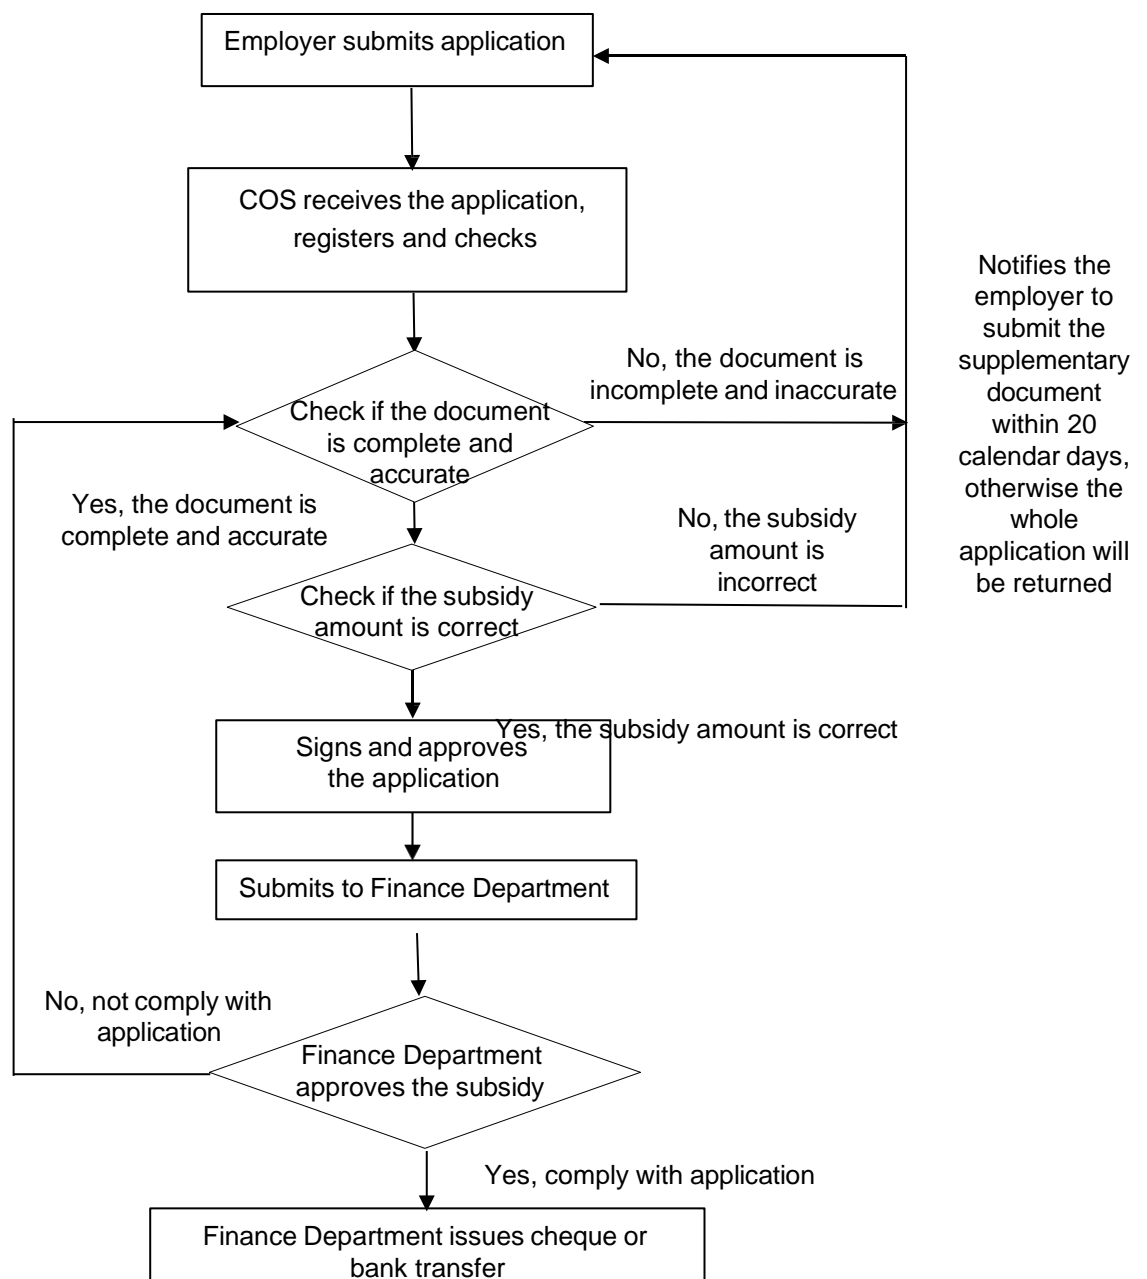 Employer submits application
COS receives the application,
registers and checks
No, the document is
incomplete and inaccurate
Notifies the
employer to
submit the
supplementary
document
within 20
calendar days,
otherwise the
whole
application will
be returned
Check if the document
is complete and
accurate
Yes, the document is
complete and accurate
No, the subsidy
amount is
incorrect
Check if the subsidy
amount is correct
Yes, the subsidy amount is correct
Signs and approves
the application
Submits to Finance Department
No, not comply with
application
Finance Department
approves the subsidy
Yes, comply with application
Finance Department issues cheque or
bank transfer